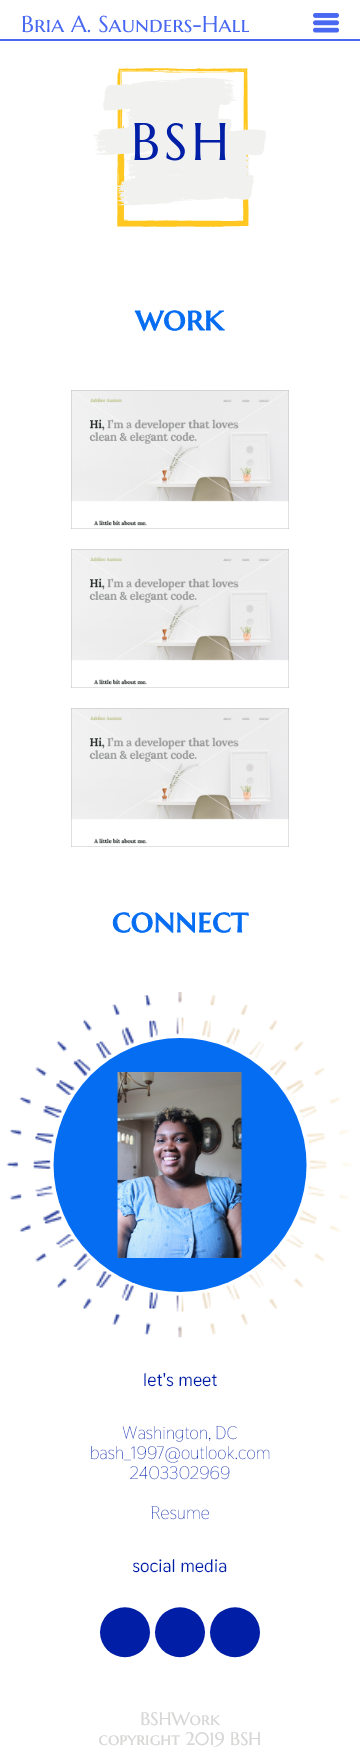 Bria A. Saunders-Hall
BSH
WORK
Hi, I'm a developer that loves
clean & elegant code.
A little bit about me.
Hi, I'm a developer that loves
clean & elegant code.
A little bit about me.
Hi, I'm a developer that loves
clean & elegant code.
A little bit about me.
CONNECT
let's meet
Washington, DC
bash_1997@outlook.com
2403302969
Resume
social media
BSHWork
copyright 2019 BSH